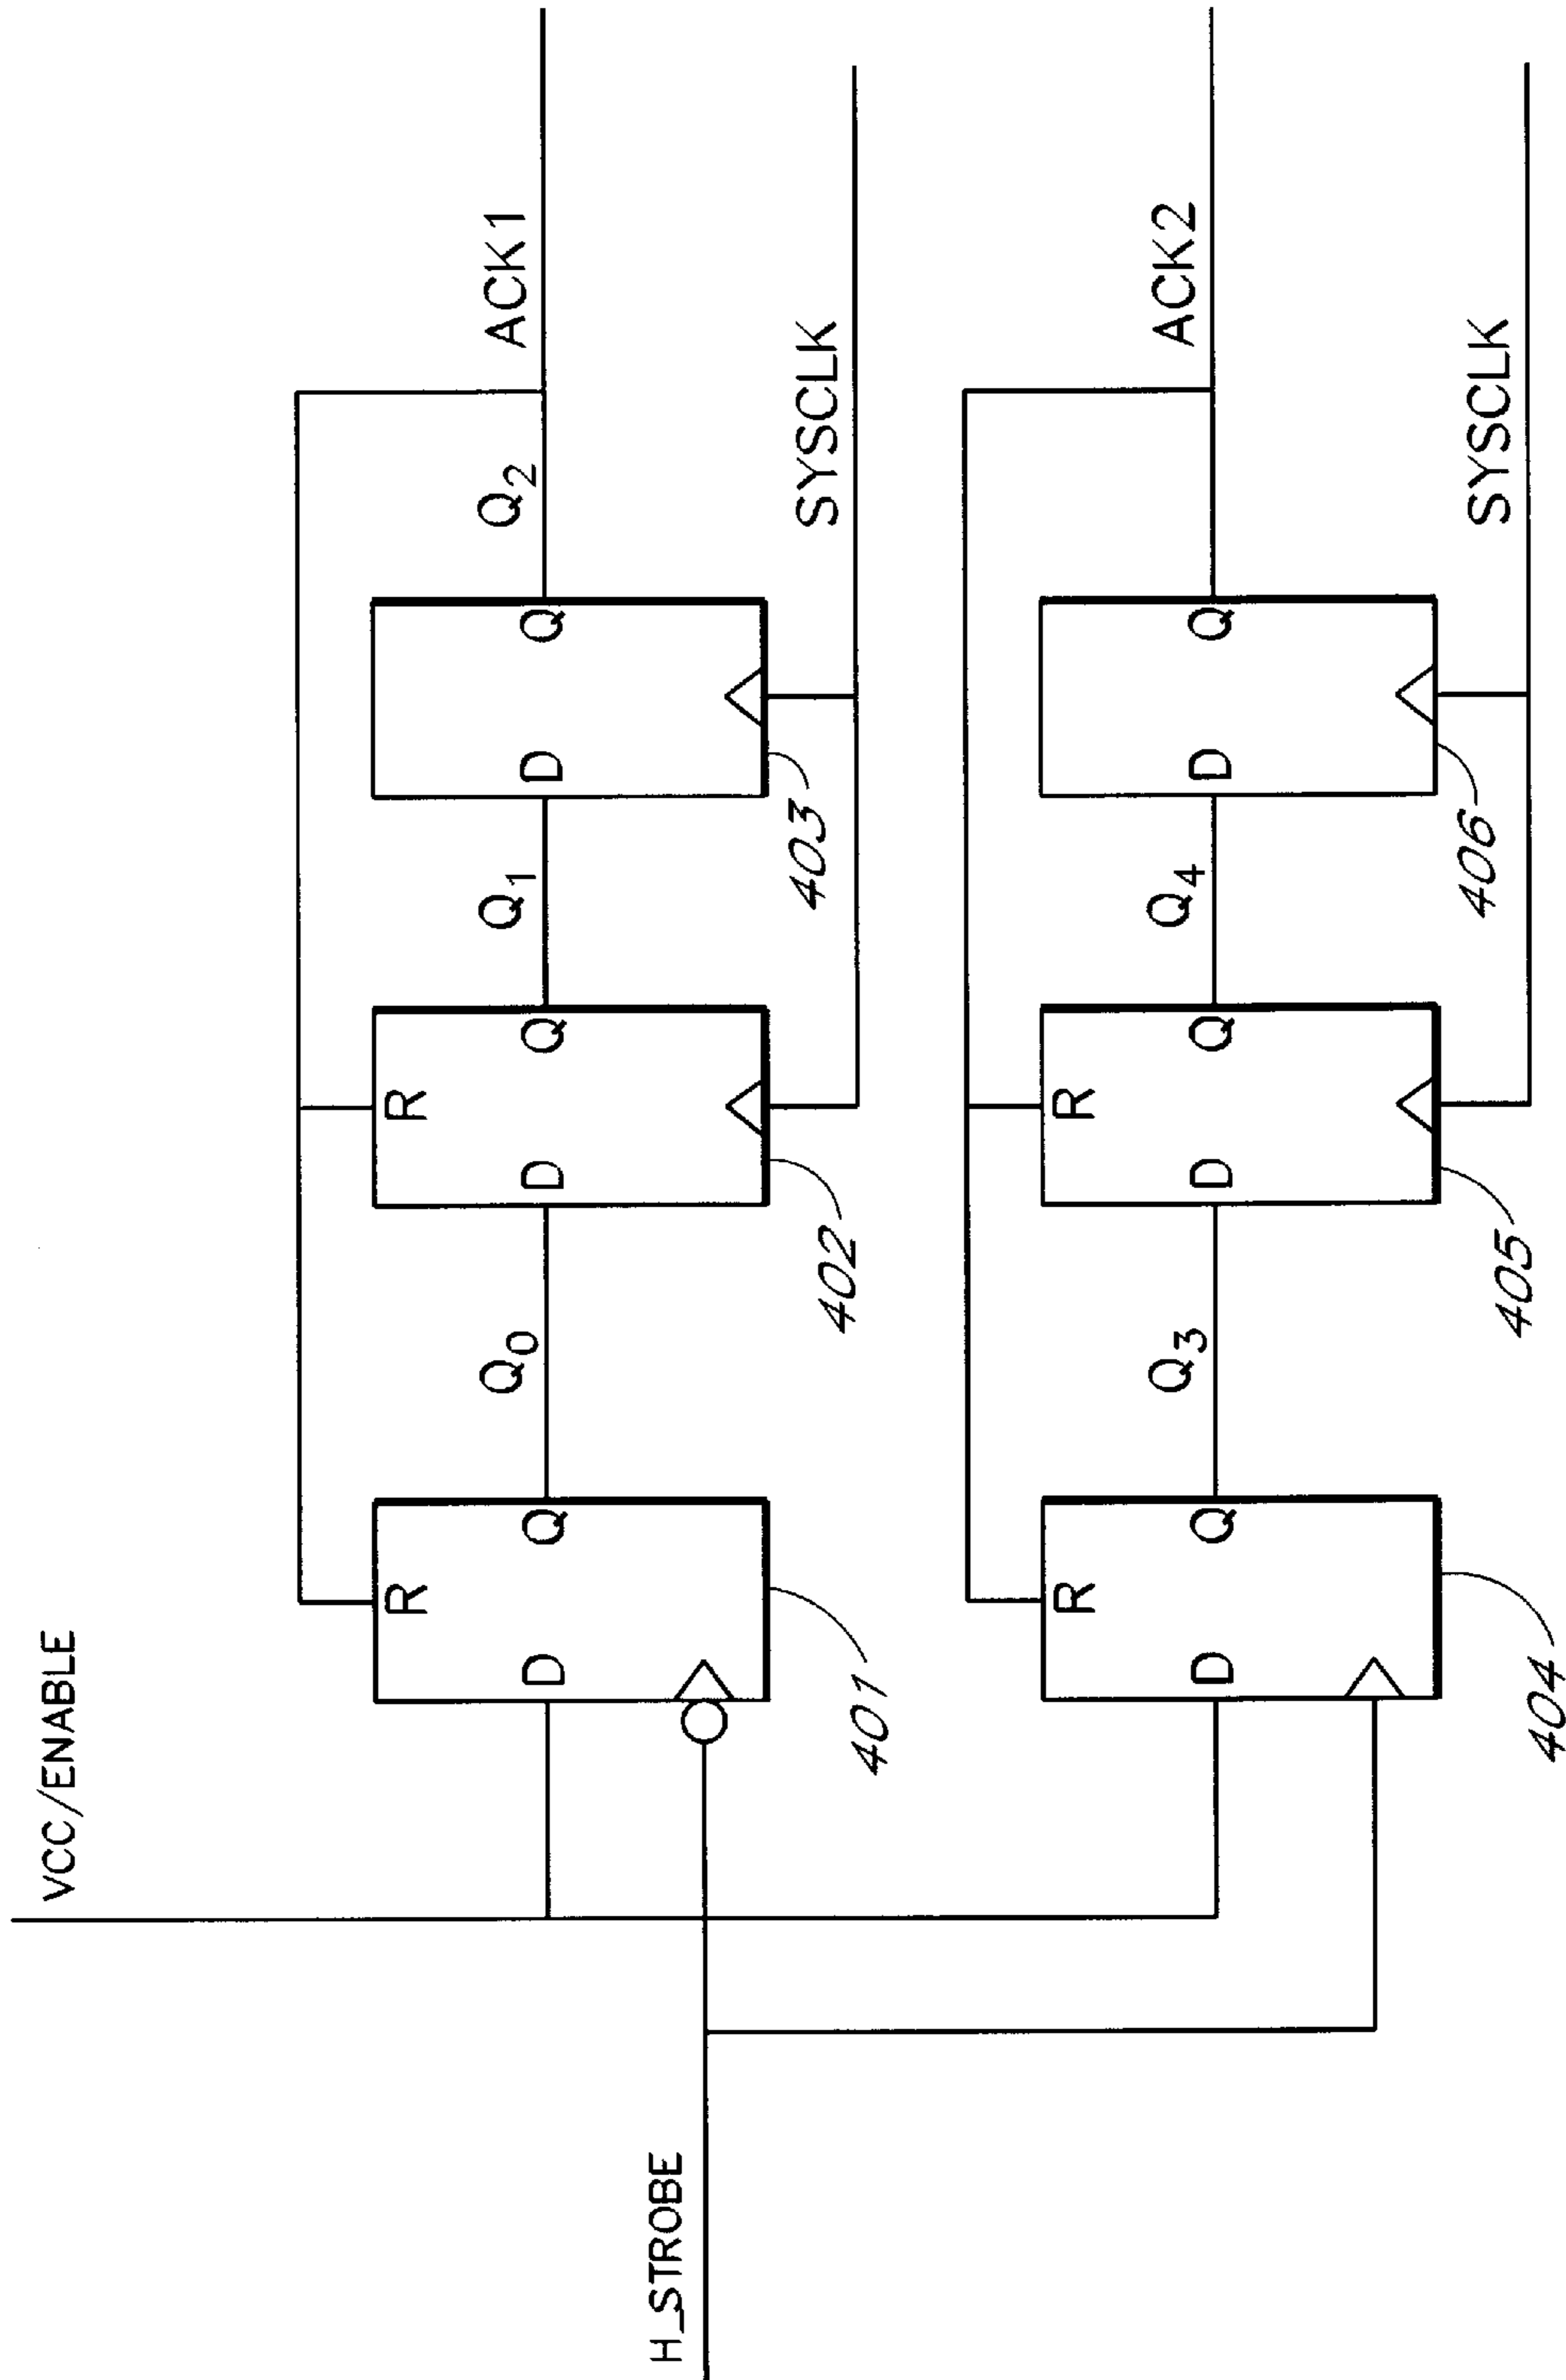 VCC/ENABLE
H_STROBE
D
R
Q
401
Q0
D
R
Q
402
Q1
D
Q
403
Q2
ACK1
SYSCLK
D
R
Q
404
Q3
D
R
Q
405
Q4
D
Q
406
ACK2
SYSCLK